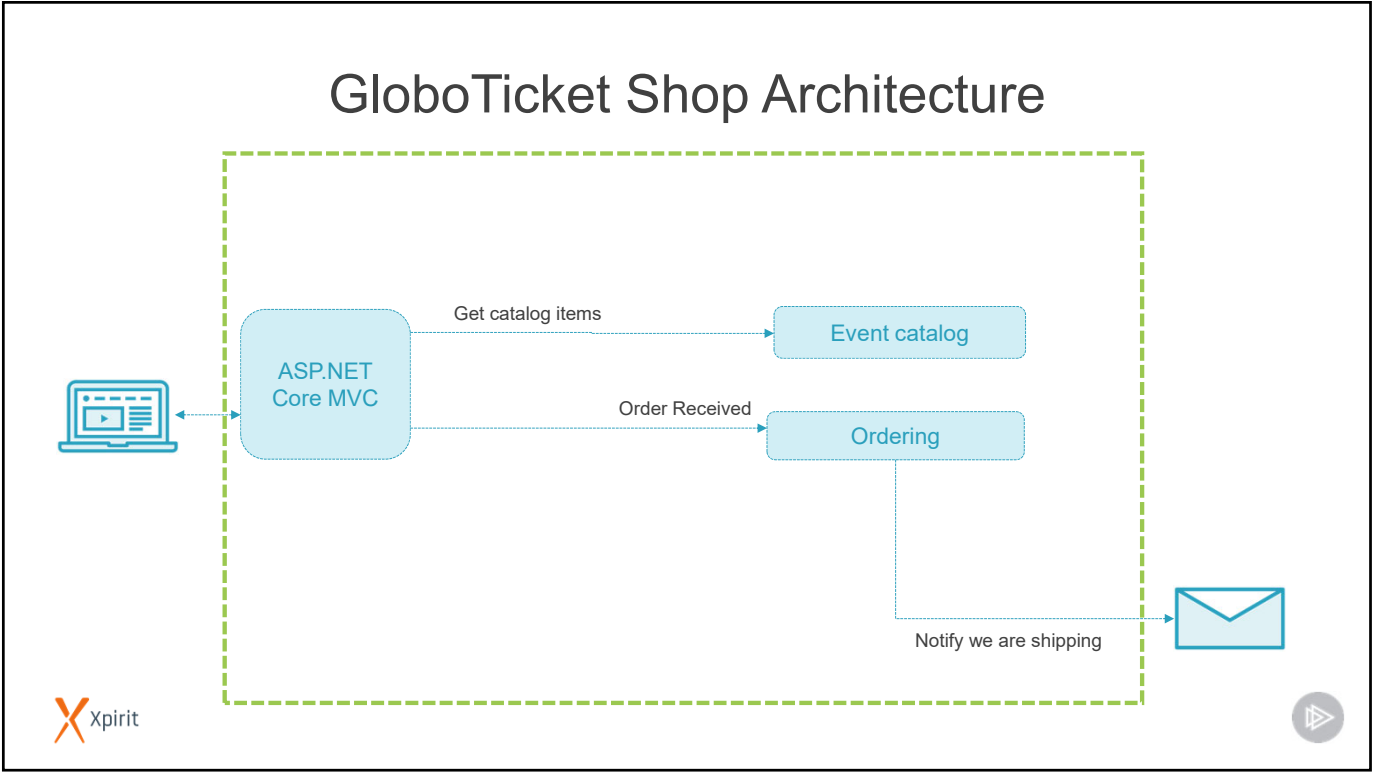 GloboTicket Shop Architecture
Get catalog items
Event catalog
ASP.NET
Core MVC
Order Received
Ordering
Notify we are shipping
Xpirit